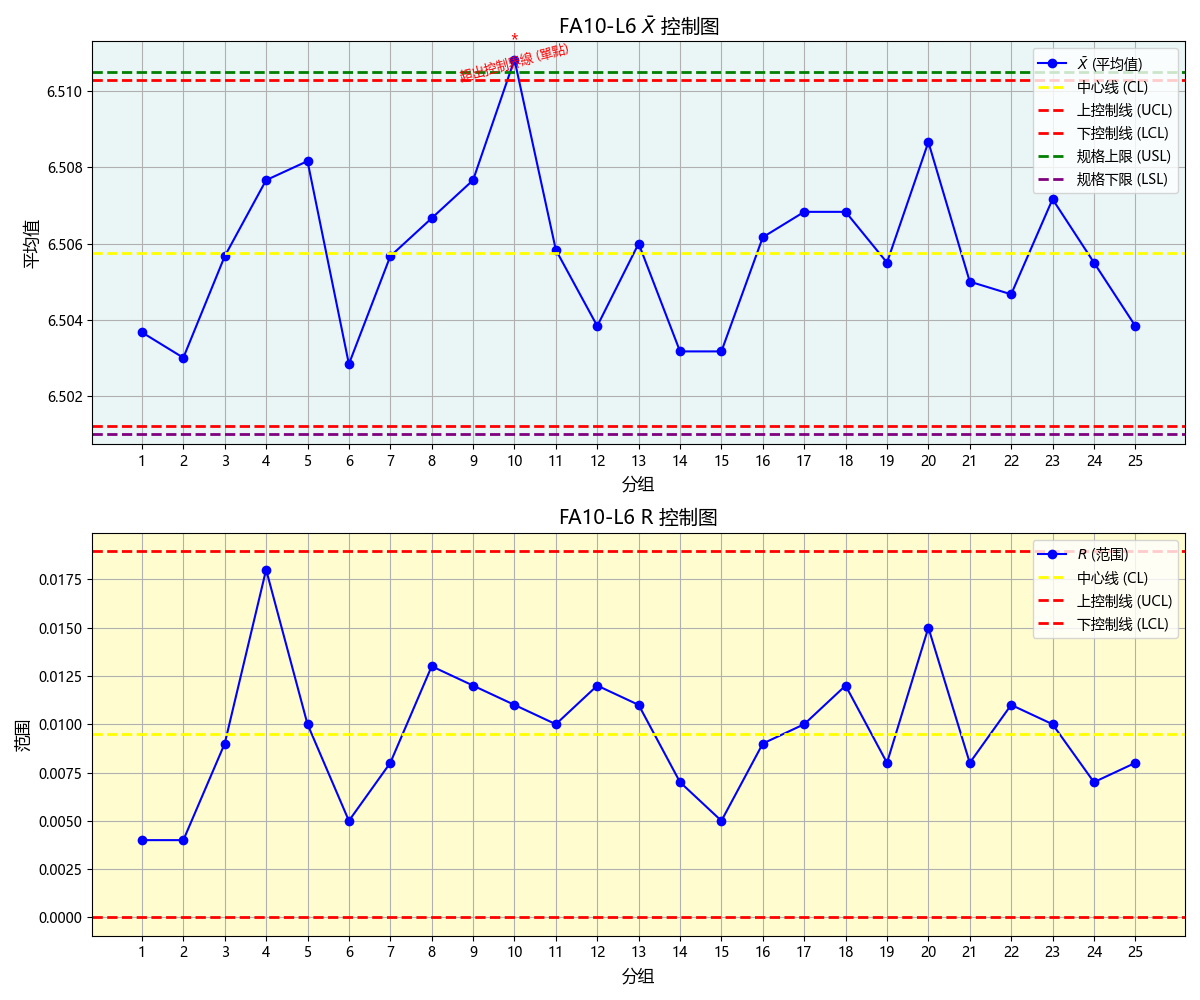 FA10-L6 X̄ 控制图
*
超出控制界線 (單點)
X̄ (平均值)
中心线 (CL)
上控制线 (UCL)
下控制线 (LCL)
规格上限 (USL)
规格下限 (LSL)
平均值
6.510
6.508
6.506
6.504
6.502
1 2 3 4 5 6 7 8 9 10 11 12 13 14 15 16 17 18 19 20 21 22 23 24 25
分组
FA10-L6 R 控制图
R (范围)
中心线 (CL)
上控制线 (UCL)
下控制线 (LCL)
范围
0.0175
0.0150
0.0125
0.0100
0.0075
0.0050
0.0025
0.0000
1 2 3 4 5 6 7 8 9 10 11 12 13 14 15 16 17 18 19 20 21 22 23 24 25
分组